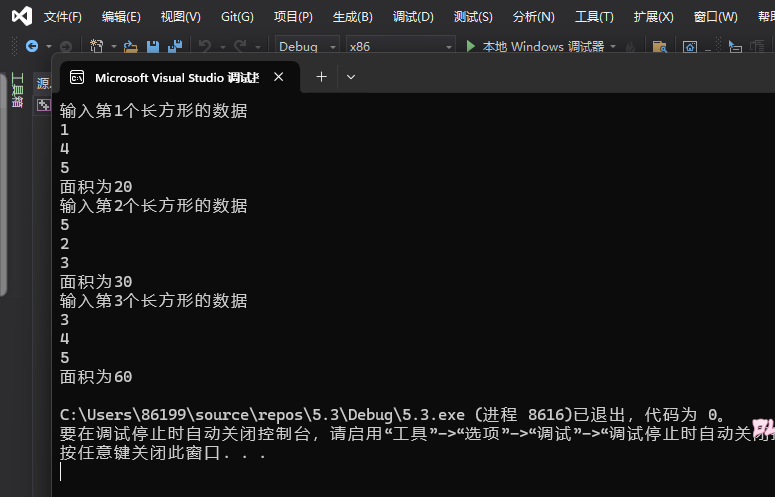 文件(F) 编辑(E) 视图(V) Git(G) 项目(P) 生成(B) 调试(D) 测试(S) 分析(N) 工具(T) 扩展(X) 窗口(W) 帮助
Debug x86 本地 Windows 调试器
工具箱
源
Microsoft Visual Studio 调试
输入第1个长方形的数据
1
4
5
面积为20
输入第2个长方形的数据
5
2
3
面积为30
输入第3个长方形的数据
3
4
5
面积为60
C:\Users\86199\source\repos\5.3\Debug\5.3.exe (进程 8616)已退出，代码为 0。
要在调试停止时自动关闭控制台，请启用“工具”->“选项”->“调试”->“调试停止时自动关闭
按任意键关闭此窗口. . .